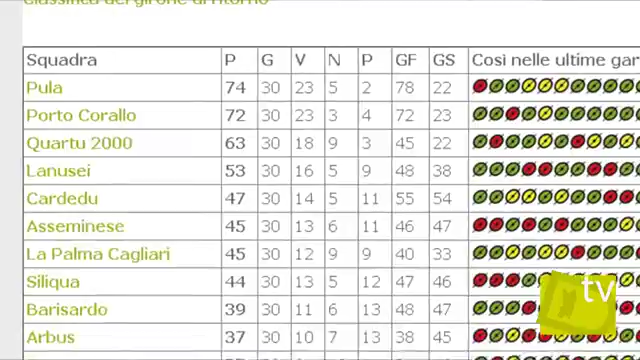 Classifica del girone di ritorno
Squadra P G V N P GF GS Così nelle ultime gar
Pula 74 30 23 5 2 78 22
Porto Corallo 72 30 23 3 4 72 23
Quartu 2000 63 30 18 9 3 45 22
Lanusei 53 30 16 5 9 48 38
Cardedu 47 30 14 5 11 55 54
Asseminese 45 30 13 6 11 46 47
La Palma Cagliari 45 30 12 9 9 40 33
Siliqua 44 30 13 5 12 47 46
tv
Barisardo 39 30 11 6 13 48 47
Arbus 37 30 10 7 13 38 45